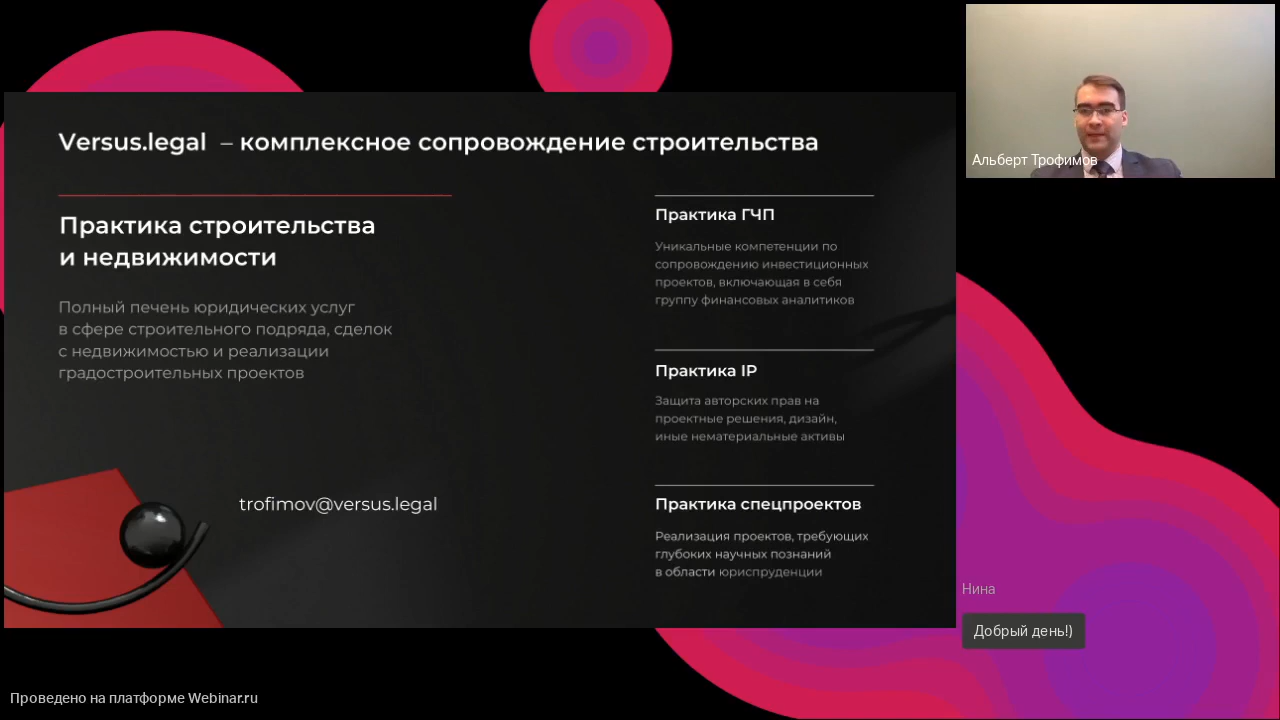 Versus.legal – комплексное сопровождение строительства
Практика строительства
и недвижимости
Полный печень юридических услуг
в сфере строительного подряда, сделок
с недвижимостью и реализации
градостроительных проектов
trofimov@versus.legal
Практика ГЧП
Уникальные компетенции по
сопровождению инвестиционных
проектов, включающая в себя
группу финансовых аналитиков
Практика IP
Защита авторских прав на
проектные решения, дизайн,
иные нематериальные активы
Практика спецпроектов
Реализация проектов, требующих
глубоких научных познаний
в области юриспруденции
Альберт Трофимов
Нина
Добрый день!)
Проведено на платформе Webinar.ru